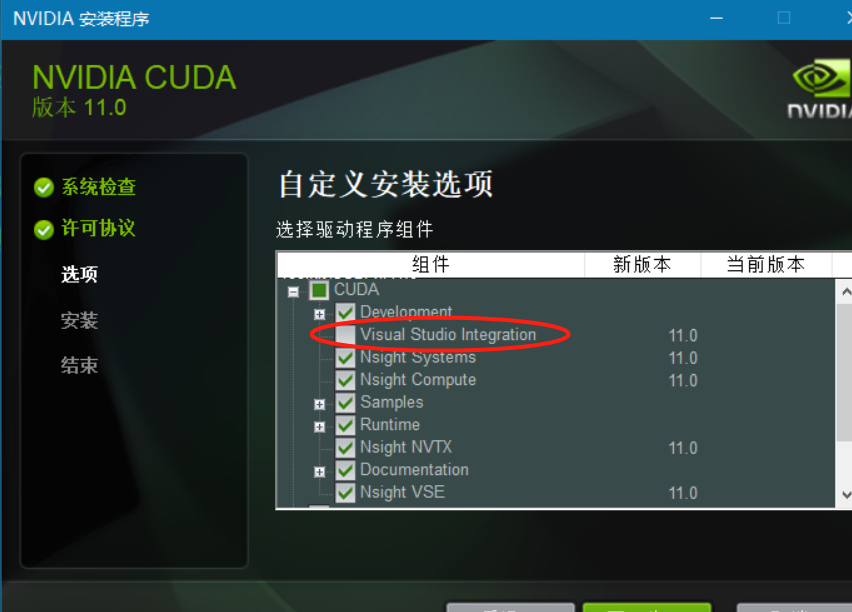 NVIDIA 安装程序
NVIDIA CUDA
版本 11.0
系统检查
许可协议
选项
安装
结束
自定义安装选项
选择驱动程序组件
组件 新版本 当前版本
CUDA
Development
Visual Studio Integration 11.0
Nsight Systems 11.0
Nsight Compute 11.0
Samples
Runtime
Nsight NVTX 11.0
Documentation
Nsight VSE 11.0